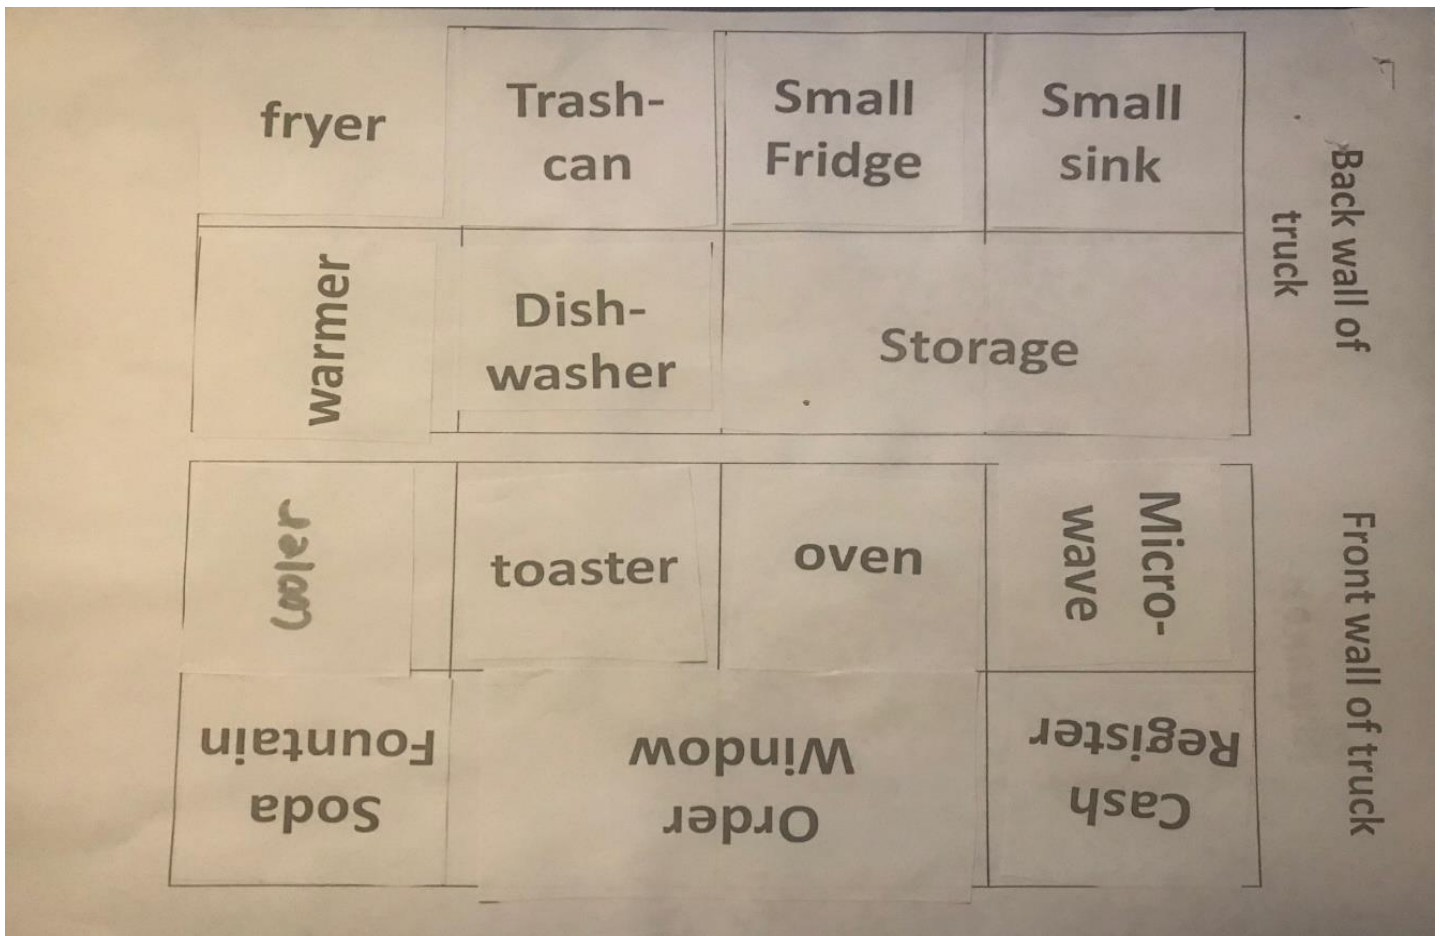 fryer
Trash-
can
Small
Fridge
Small
sink
Back wall of
truck
warmer
Dish-
washer
Storage
cooler
toaster
oven
Micro-
wave
Front wall of truck
Soda
Fountain
Order
Window
Cash
Register